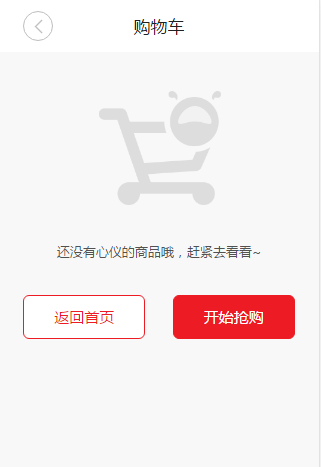 购物车
还没有心仪的商品哦，赶紧去看看~
返回首页
开始抢购